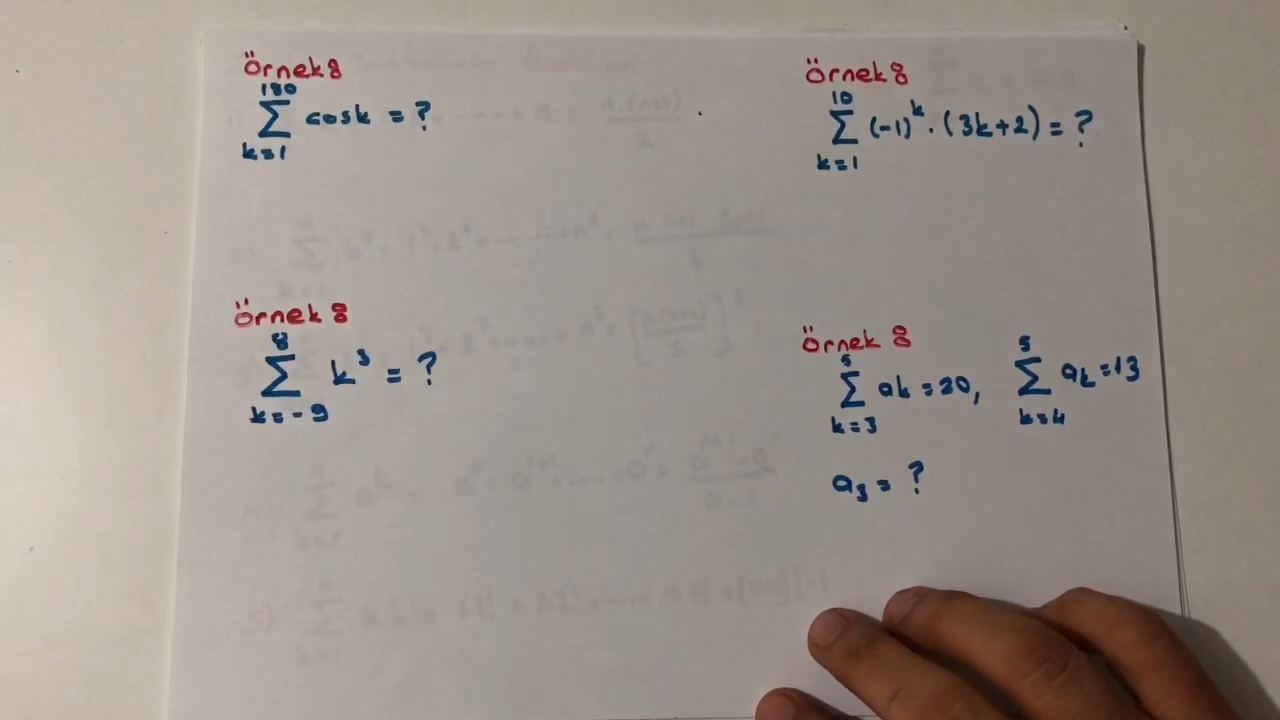 Örnek 8
180
∑ cosk = ?
k=1
Örnek 8
10
∑ (-1)^k . (3k+2) = ?
k=1
Örnek 8
8
∑ k³ = ?
k=-9
Örnek 8
5 5
∑ ak = 20, ∑ ak = 13
k=3 k=4
a₃ = ?